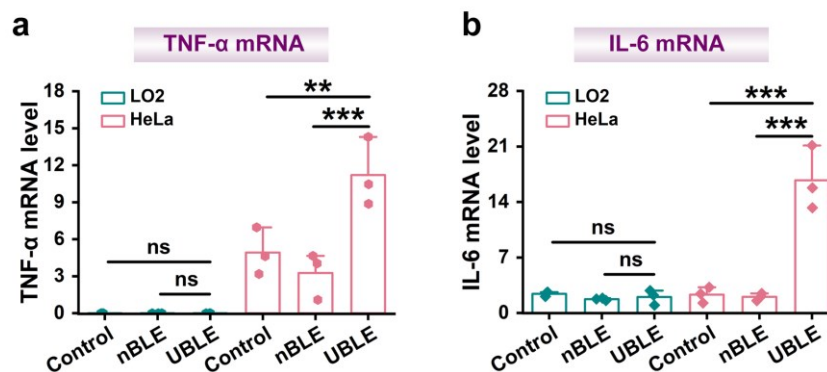 a
TNF-α mRNA
TNF-α mRNA level
18
15
12
9
6
3
0
LO2
HeLa
**
***
ns
ns
Control
nBLE
UBLE
Control
nBLE
UBLE
b
IL-6 mRNA
IL-6 mRNA level
28
21
14
7
0
LO2
HeLa
***
***
ns
ns
Control
nBLE
UBLE
Control
nBLE
UBLE